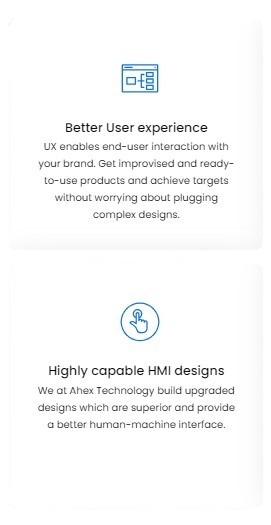 Better User experience
UX enables end-user interaction with
your brand. Get improvised and ready-
to-use products and achieve targets
without worrying about plugging
complex designs.
Highly capable HMI designs
We at Ahex Technology build upgraded
designs which are superior and provide
a better human-machine interface.